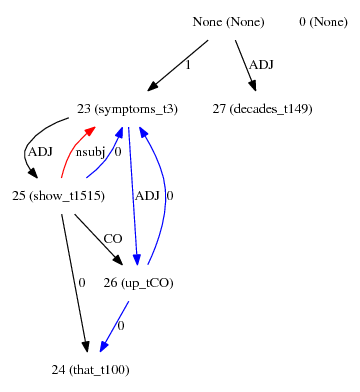 None (None) 0 (None)
1 ADJ
23 (symptoms_t3) 27 (decades_t149)
ADJ nsubj 0 ADJ 0
25 (show_t1515)
CO
0 26 (up_tCO)
0
24 (that_t100)